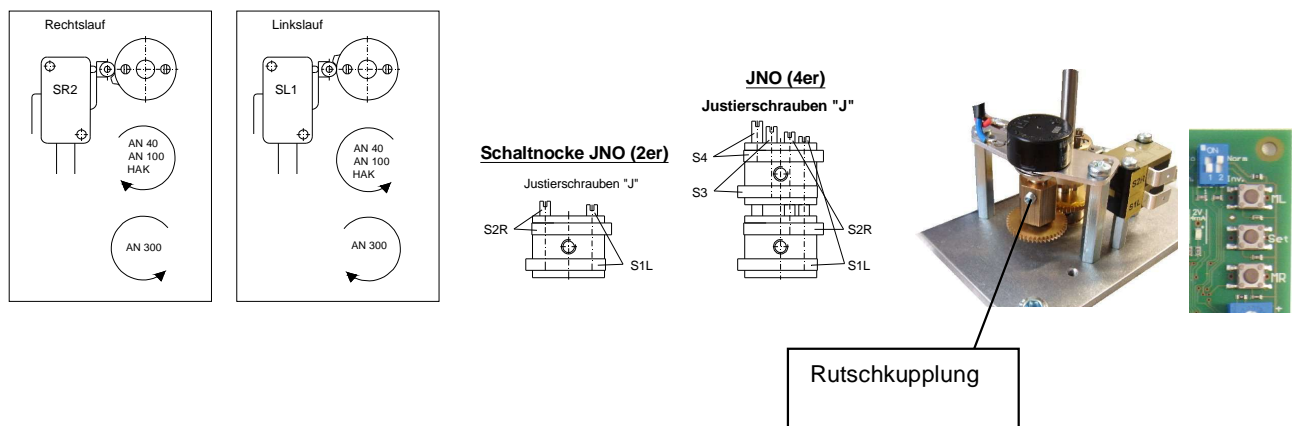 Rechtslauf
SR2
AN 40
AN 100
HAK
AN 300
Linkslauf
SL1
AN 40
AN 100
HAK
AN 300
Schaltnocke JNO (2er)
Justierschrauben "J"
S2R
S1L
JNO (4er)
Justierschrauben "J"
S4
S3
S2R
S1L
S1L
Rutschkupplung
ON
1 2
Norm
Inv.
ML
Set
MR
+